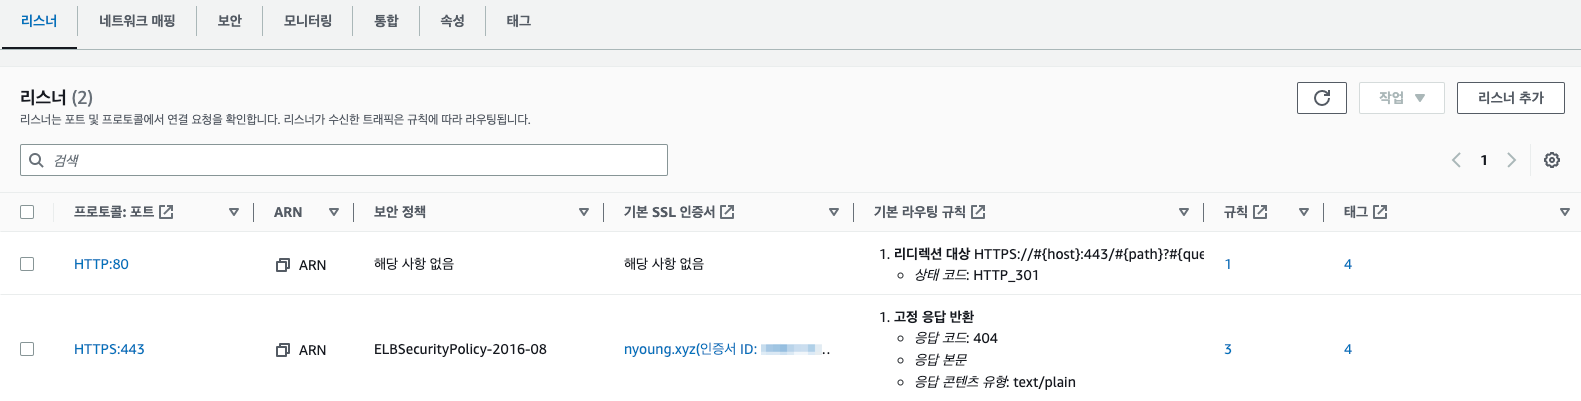 리스너 네트워크 매핑 보안 모니터링 통합 속성 태그
리스너 (2)
작업 리스너 추가
리스너는 포트 및 프로토콜에서 연결 요청을 확인합니다. 리스너가 수신한 트래픽은 규칙에 따라 라우팅됩니다.
검색
1
프로토콜: 포트 ARN 보안 정책 기본 SSL 인증서 기본 라우팅 규칙 규칙 태그
HTTP:80 ARN 해당 사항 없음 해당 사항 없음
1. 리디렉션 대상 HTTPS://#{host}:443/#{path}?#{que
상태 코드: HTTP_301
1 4
HTTPS:443 ARN ELBSecurityPolicy-2016-08 nyoung.xyz(인증서 ID: …
1. 고정 응답 반환
응답 코드: 404
응답 본문
응답 콘텐츠 유형: text/plain
3 4